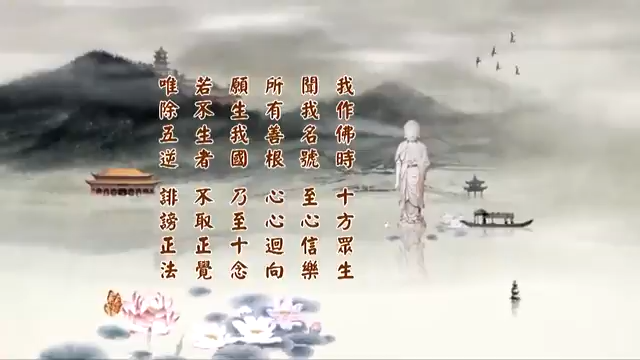 我作佛時 十方眾生
聞我名號 至心信樂
所有善根 心心迴向
願生我國 乃至十念
若不生者 不取正覺
唯除五逆 誹謗正法